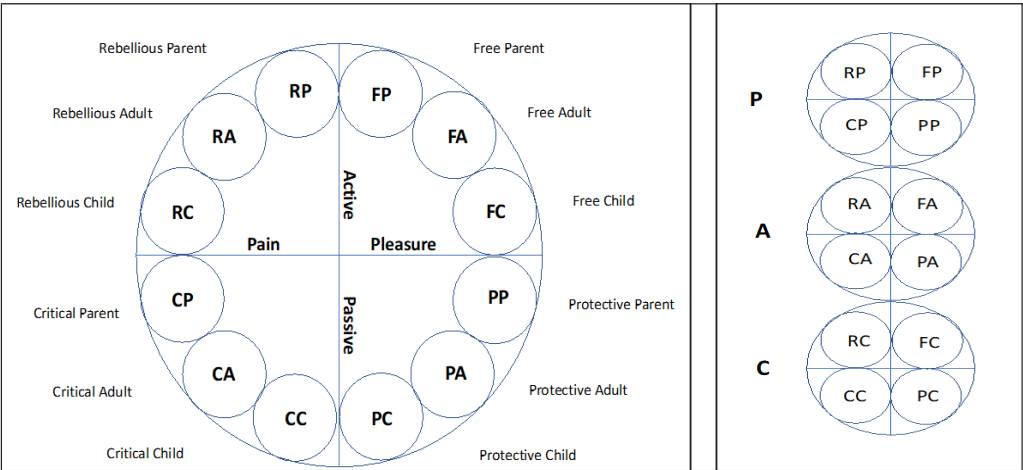 Rebellious Parent
Free Parent
RP
FP
Rebellious Adult
Free Adult
RA
FA
Rebellious Child
Free Child
RC
FC
Active
Pain
Pleasure
CP
PP
Critical Parent
Protective Parent
Passive
CA
PA
Critical Adult
Protective Adult
CC
PC
Critical Child
Protective Child
P
RP
FP
CP
PP
A
RA
FA
CA
PA
C
RC
FC
CC
PC